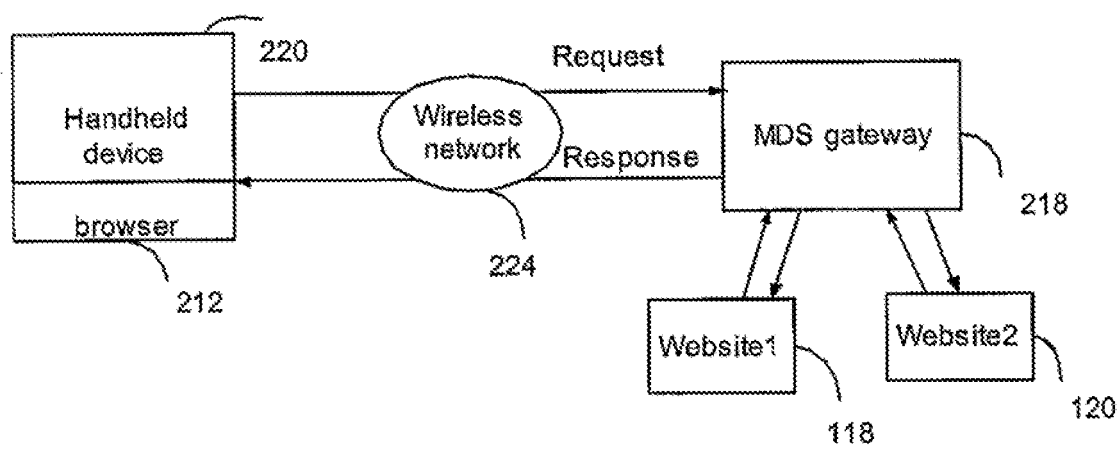 220
Request
Handheld
device
Wireless
network
MDS gateway
Response
218
browser
224
212
Website1
Website2
120
118